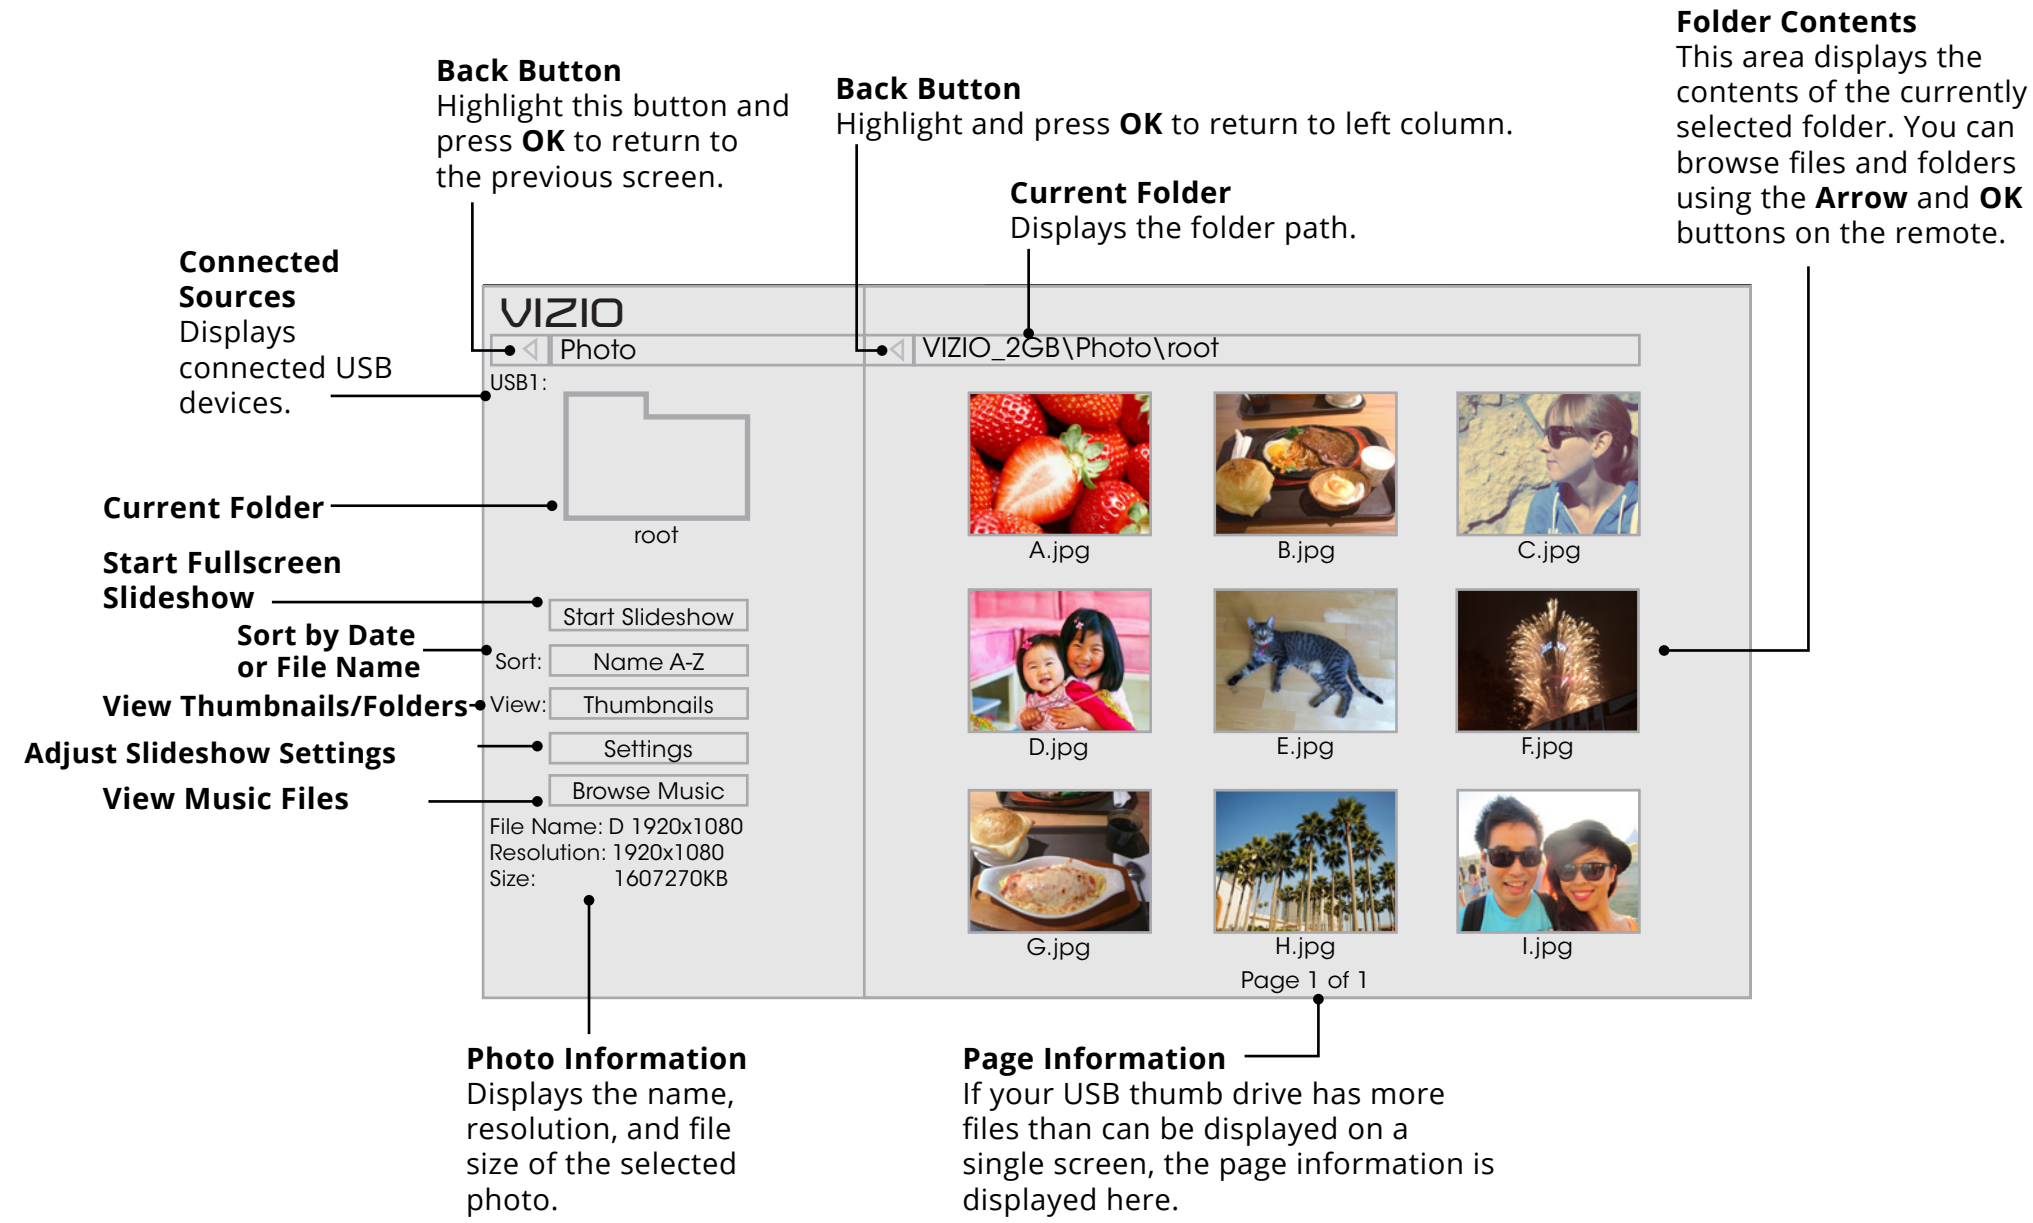 Folder Contents
This area displays the
contents of the currently
selected folder. You can
browse files and folders
using the Arrow and OK
buttons on the remote.
Back Button
Highlight this button and
press OK to return to
the previous screen.
Back Button
Highlight and press OK to return to left column.
Current Folder
Displays the folder path.
Connected
Sources
Displays
connected USB
devices.
Current Folder
Start Fullscreen
Slideshow
Sort by Date
or File Name
View Thumbnails/Folders
Adjust Slideshow Settings
View Music Files
VIZIO
Photo
USB1:
root
Start Slideshow
Sort: Name A-Z
View: Thumbnails
Settings
Browse Music
File Name: D 1920x1080
Resolution: 1920x1080
Size: 1607270KB
VIZIO_2GB\Photo\root
A.jpg
B.jpg
C.jpg
D.jpg
E.jpg
F.jpg
G.jpg
H.jpg
I.jpg
Page 1 of 1
Photo Information
Displays the name,
resolution, and file
size of the selected
photo.
Page Information
If your USB thumb drive has more
files than can be displayed on a
single screen, the page information is
displayed here.